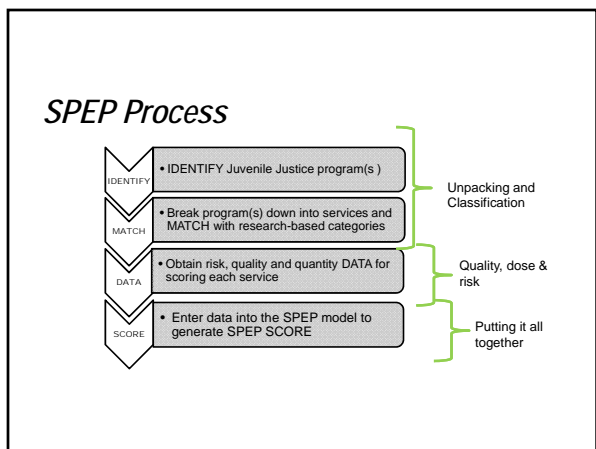 SPEP Process
IDENTIFY
• IDENTIFY Juvenile Justice program(s )
MATCH
• Break program(s) down into services and
MATCH with research-based categories
DATA
• Obtain risk, quality and quantity DATA for
scoring each service
SCORE
• Enter data into the SPEP model to
generate SPEP SCORE
Unpacking and
Classification
Quality, dose &
risk
Putting it all
together